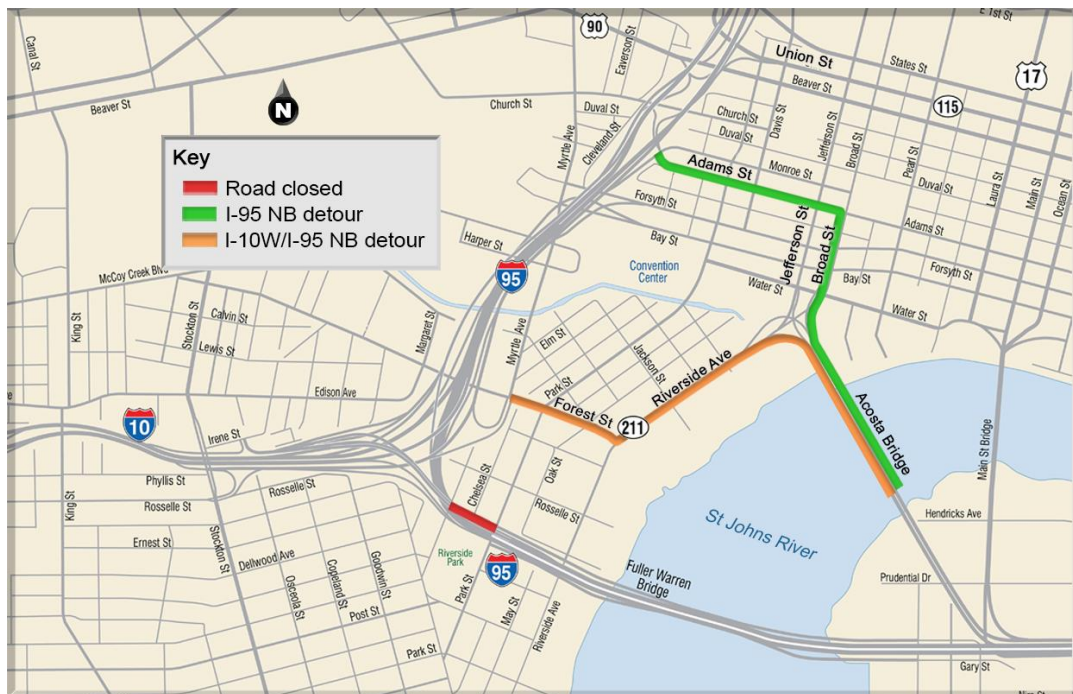 Canal St
Beaver St
N
90
Eaverson St
E 1st St
Union St
States St
Beaver St
17
115
Church St
Duval St
Cleveland St
Myrtle Ave
Church St
Duval St
Davis St
Jefferson St
Broad St
Monroe St
Pearl St
Duval St
Laura St
Main St
Ocean St
Key
Road closed
I-95 NB detour
I-10W/I-95 NB detour
Adams St
Forsyth St
Bay St
Jefferson St
Broad St
Adams St
Forsyth St
Bay St
Water St
Water St
Convention
Center
Harper St
95
McCoy Creek Blvd
King St
Stockton St
Calvin St
Lewis St
Margaret St
Myrtle Ave
Elm St
Park St
Jackson St
Riverside Ave
Edison Ave
Forest St
211
Acosta Bridge
Main St Bridge
10
Irene St
Phyllis St
Rosselle St
Rosselle St
Chelsea St
Oak St
Rosselle St
King St
Ernest St
Stockton St
Dellwood Ave
Osceola St
Copeland St
Goodwin St
Post St
Park St
Riverside
Park
95
Park St
May St
Riverside Ave
Fuller Warren
Bridge
St Johns River
Hendricks Ave
Prudential Dr
Gary St